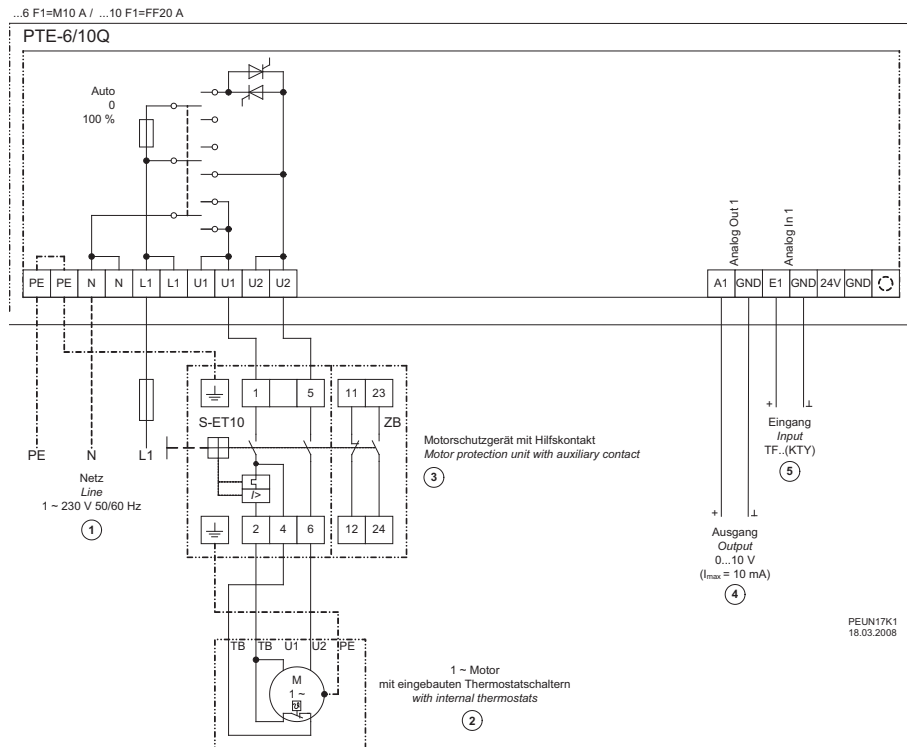 ...6 F1=M10 A / ...10 F1=FF20 A
PTE-6/10Q
Auto
0
100 %
Analog Out 1
Analog In 1
PE PE N N L1 L1 U1 U1 U2 U2
A1 GND E1 GND 24V GND
1 5 11 23
S-ET10 ZB
I>
2 4 6 12 24
PE N L1
Netz
Line
1 ~ 230 V 50/60 Hz
1
Motorschutzgerät mit Hilfskontakt
Motor protection unit with auxiliary contact
3
+ ⊥
Eingang
Input
TF..(KTY)
5
+ ⊥
Ausgang
Output
0...10 V
(Imax = 10 mA)
4
PEUN17K1
18.03.2008
TB TB U1 U2 PE
M
1 ~
ϑ
1 ~ Motor
mit eingebauten Thermostatschaltern
with internal thermostats
2